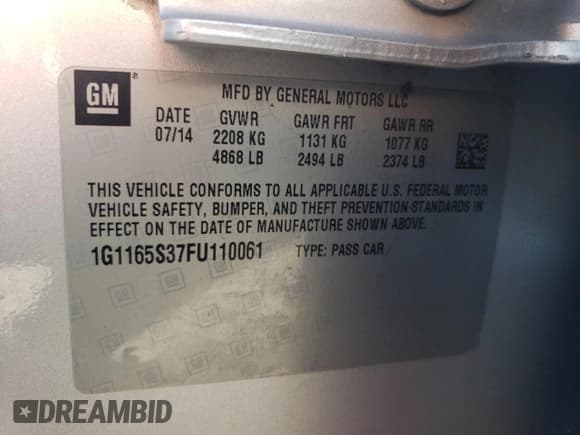 GM
MFD BY GENERAL MOTORS LLC
DATE GVWR GAWR FRT GAWR RR
07/14 2208 KG 1131 KG 1077 KG
4868 LB 2494 LB 2374 LB
THIS VEHICLE CONFORMS TO ALL APPLICABLE U.S. FEDERAL MOTOR
VEHICLE SAFETY, BUMPER, AND THEFT PREVENTION STANDARDS IN
EFFECT ON THE DATE OF MANUFACTURE SHOWN ABOVE.
1G1165S37FU110061 TYPE: PASS CAR
DREAMBID